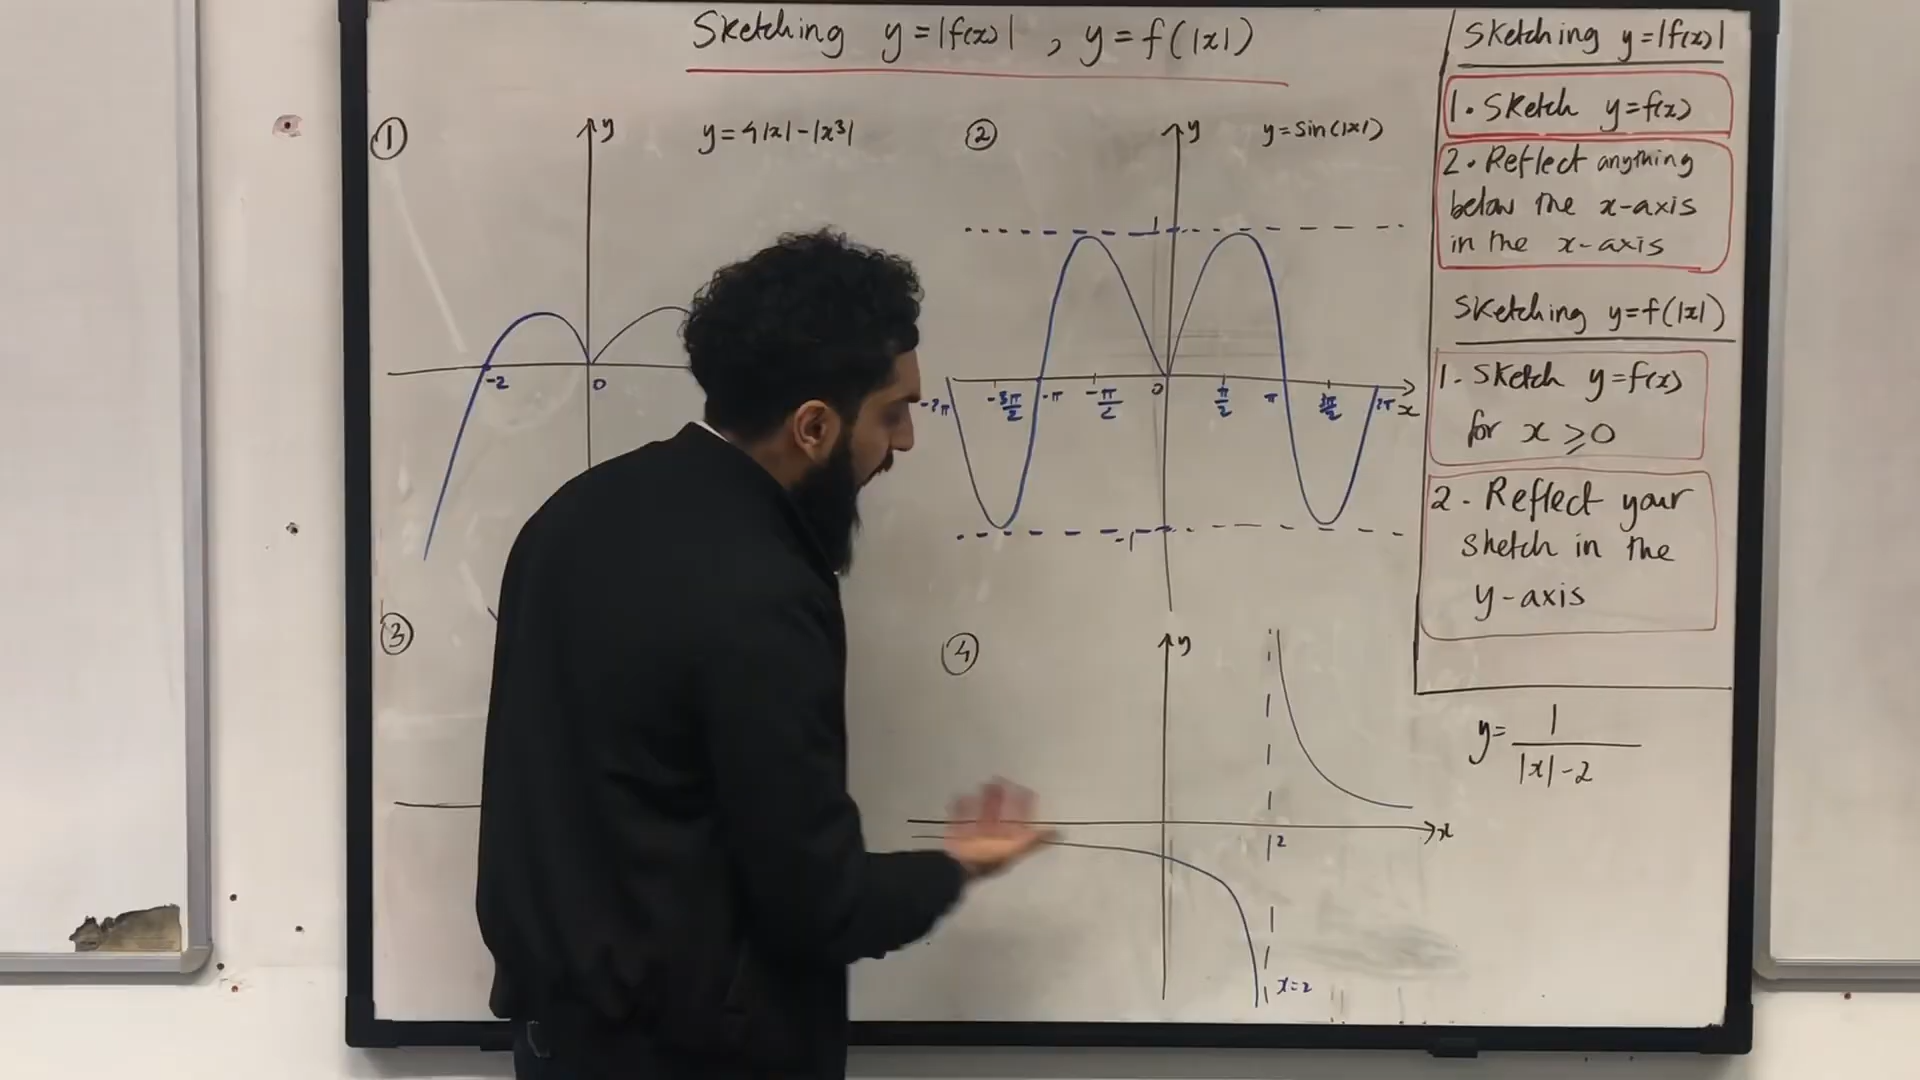 Sketching y=|f(x)| , y=f(|x|)
①
y
y=4|x|-|x³|
-2
0
②
y
y=sin(|x|)
1
-2π
-3π/2
-π
-π/2
0
π/2
π
3π/2
2π
x
-1
③
④
y
2
x
x=2
Sketching y=|f(x)|
1. Sketch y=f(x)
2. Reflect anything
below the x-axis
in the x-axis
Sketching y=f(|x|)
1. Sketch y=f(x)
for x ⩾0
2. Reflect your
sketch in the
y-axis
y= 1
|x|-2